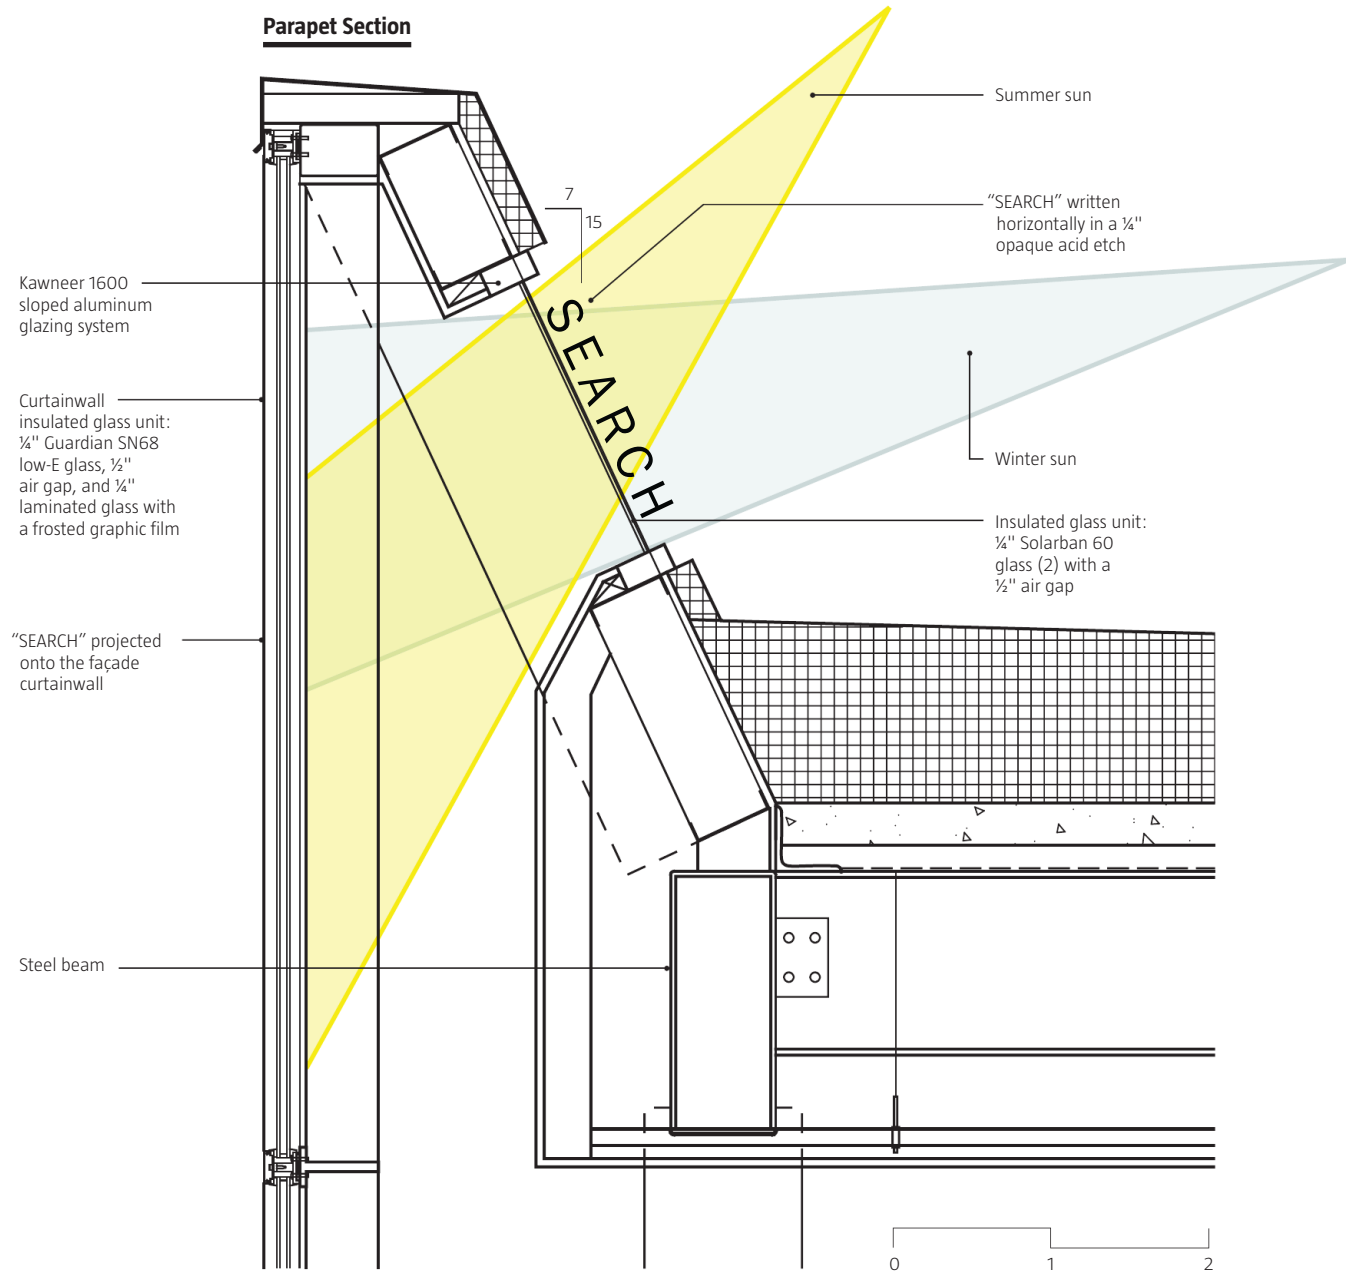 Parapet Section
Summer sun
7
15
“SEARCH” written
horizontally in a ¼"
opaque acid etch
Kawneer 1600
sloped aluminum
glazing system
SEARCH
Curtainwall
insulated glass unit:
¼" Guardian SN68
low-E glass, ½"
air gap, and ¼"
laminated glass with
a frosted graphic film
Winter sun
Insulated glass unit:
¼" Solarban 60
glass (2) with a
½" air gap
“SEARCH” projected
onto the façade
curtainwall
Steel beam
0 1 2